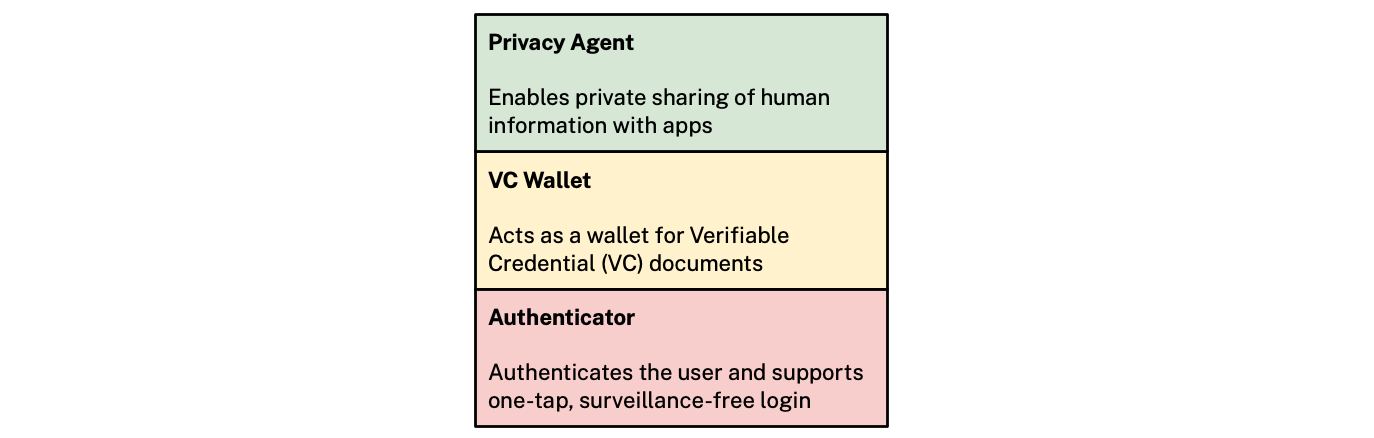 Privacy Agent
Enables private sharing of human
information with apps
VC Wallet
Acts as a wallet for Verifiable
Credential (VC) documents
Authenticator
Authenticates the user and supports
one-tap, surveillance-free login